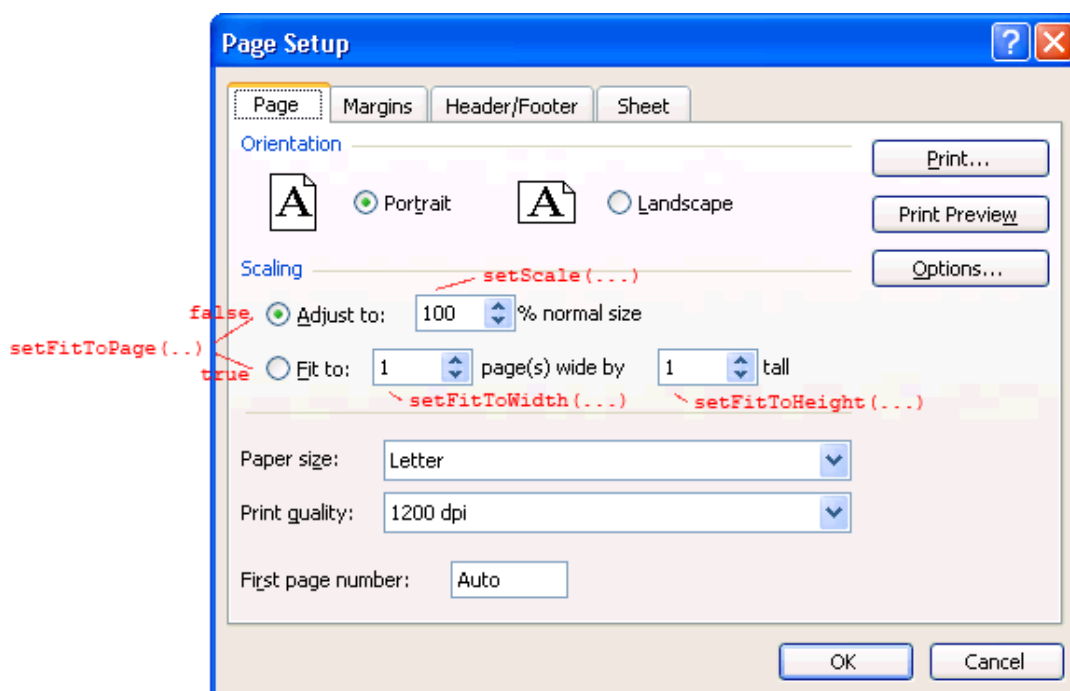 Page Setup
Page Margins Header/Footer Sheet
Orientation
Print...
A Portrait A Landscape
Print Preview
Scaling
setScale(...)
Options...
false Adjust to: 100 % normal size
setFitToPage(..)
true Fit to: 1 page(s) wide by 1 tall
setFitToWidth(...) setFitToHeight(...)
Paper size: Letter
Print quality: 1200 dpi
First page number: Auto
OK Cancel